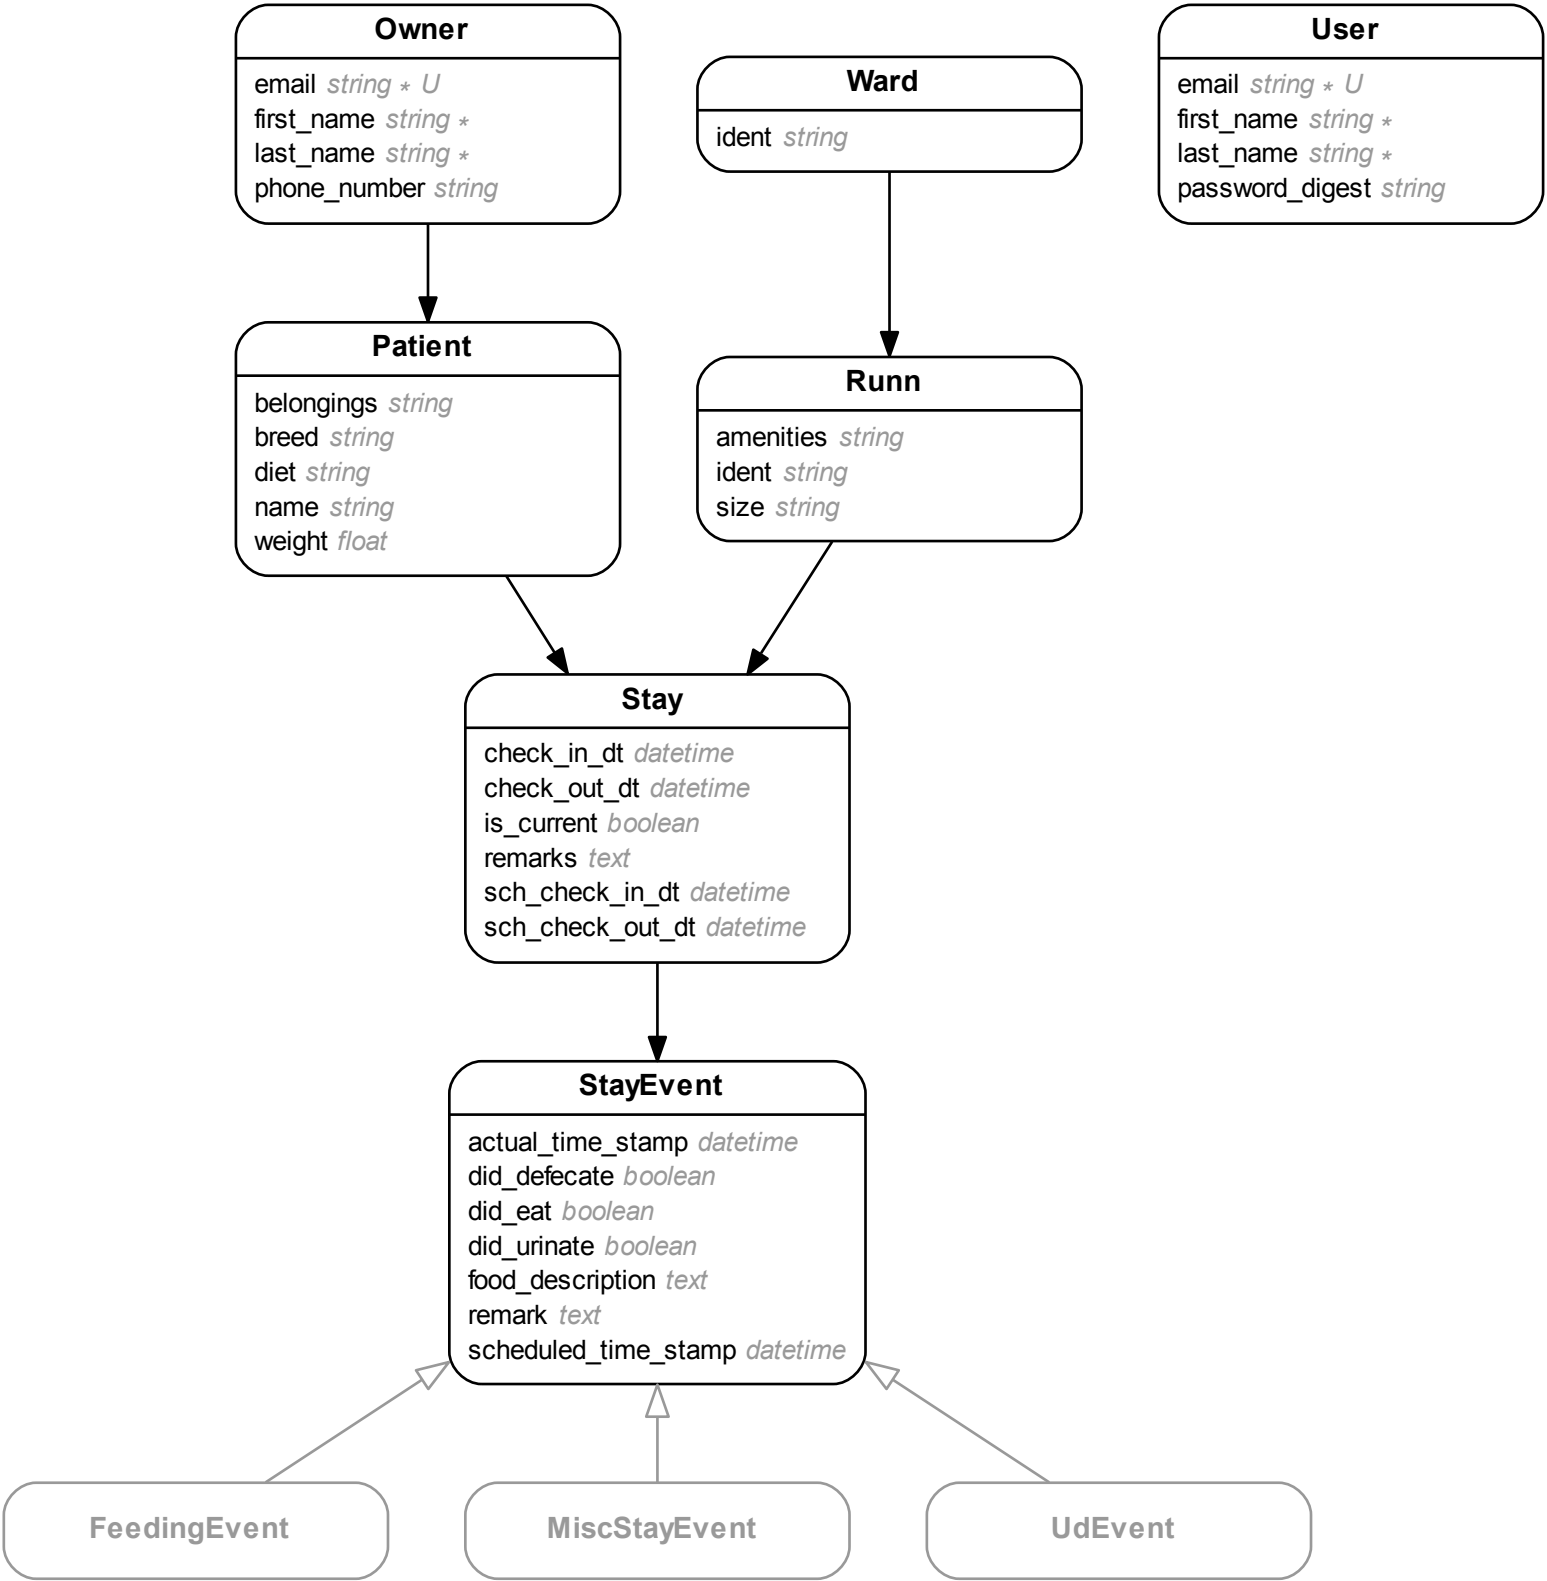 Owner
email string * U
first_name string *
last_name string *
phone_number string
Ward
ident string
User
email string * U
first_name string *
last_name string *
password_digest string
Patient
belongings string
breed string
diet string
name string
weight float
Runn
amenities string
ident string
size string
Stay
check_in_dt datetime
check_out_dt datetime
is_current boolean
remarks text
sch_check_in_dt datetime
sch_check_out_dt datetime
StayEvent
actual_time_stamp datetime
did_defecate boolean
did_eat boolean
did_urinate boolean
food_description text
remark text
scheduled_time_stamp datetime
FeedingEvent
MiscStayEvent
UdEvent